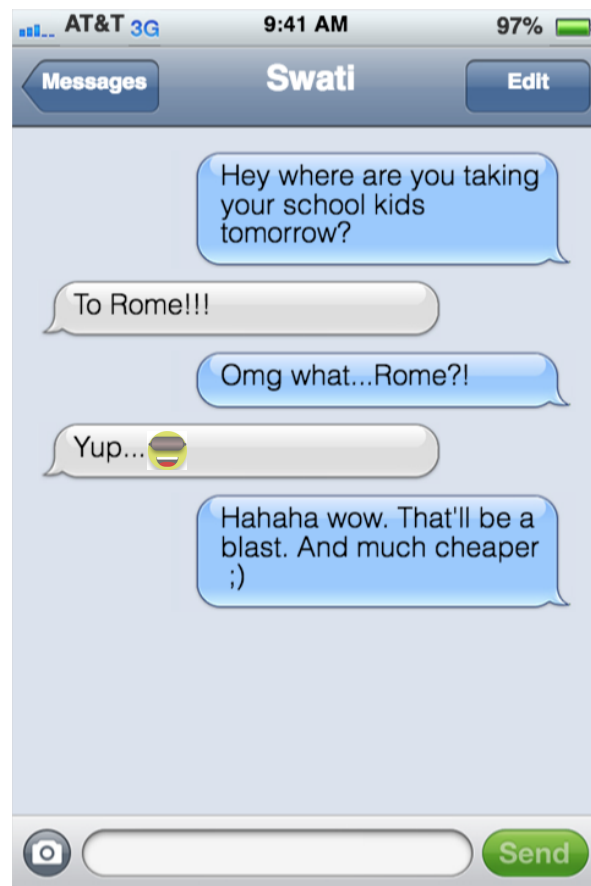 AT&T 3G 9:41 AM 97%
Messages Swati Edit
Hey where are you taking
your school kids
tomorrow?
To Rome!!!
Omg what...Rome?!
Yup...
Hahaha wow. That'll be a
blast. And much cheaper
;)
Send